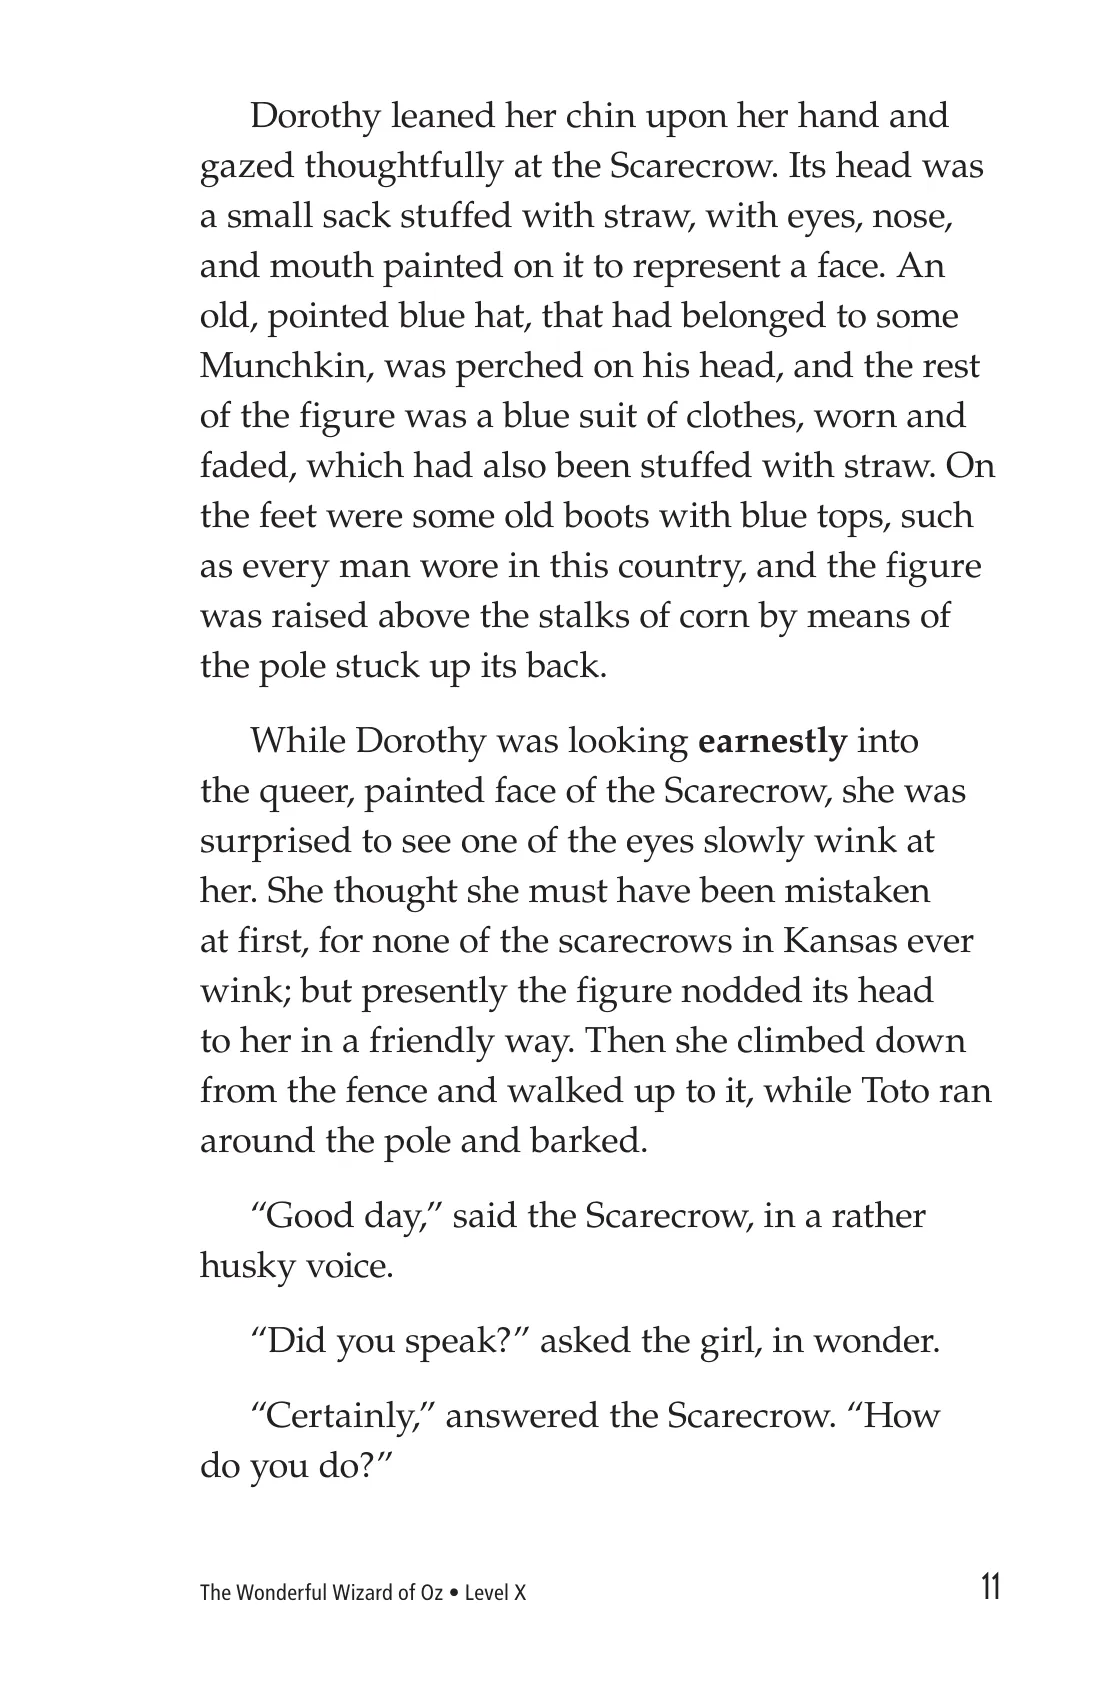 Dorothy leaned her chin upon her hand and
gazed thoughtfully at the Scarecrow. Its head was
a small sack stuffed with straw, with eyes, nose,
and mouth painted on it to represent a face. An
old, pointed blue hat, that had belonged to some
Munchkin, was perched on his head, and the rest
of the figure was a blue suit of clothes, worn and
faded, which had also been stuffed with straw. On
the feet were some old boots with blue tops, such
as every man wore in this country, and the figure
was raised above the stalks of corn by means of
the pole stuck up its back.
While Dorothy was looking earnestly into
the queer, painted face of the Scarecrow, she was
surprised to see one of the eyes slowly wink at
her. She thought she must have been mistaken
at first, for none of the scarecrows in Kansas ever
wink; but presently the figure nodded its head
to her in a friendly way. Then she climbed down
from the fence and walked up to it, while Toto ran
around the pole and barked.
“Good day,” said the Scarecrow, in a rather
husky voice.
“Did you speak?” asked the girl, in wonder.
“Certainly,” answered the Scarecrow. “How
do you do?”
The Wonderful Wizard of Oz • Level X 11